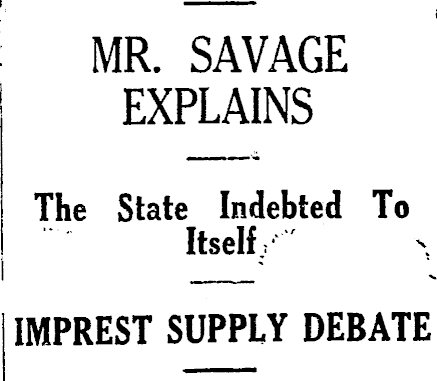 MR. SAVAGE
EXPLAINS
The State Indebted To
Itself
IMPREST SUPPLY DEBATE